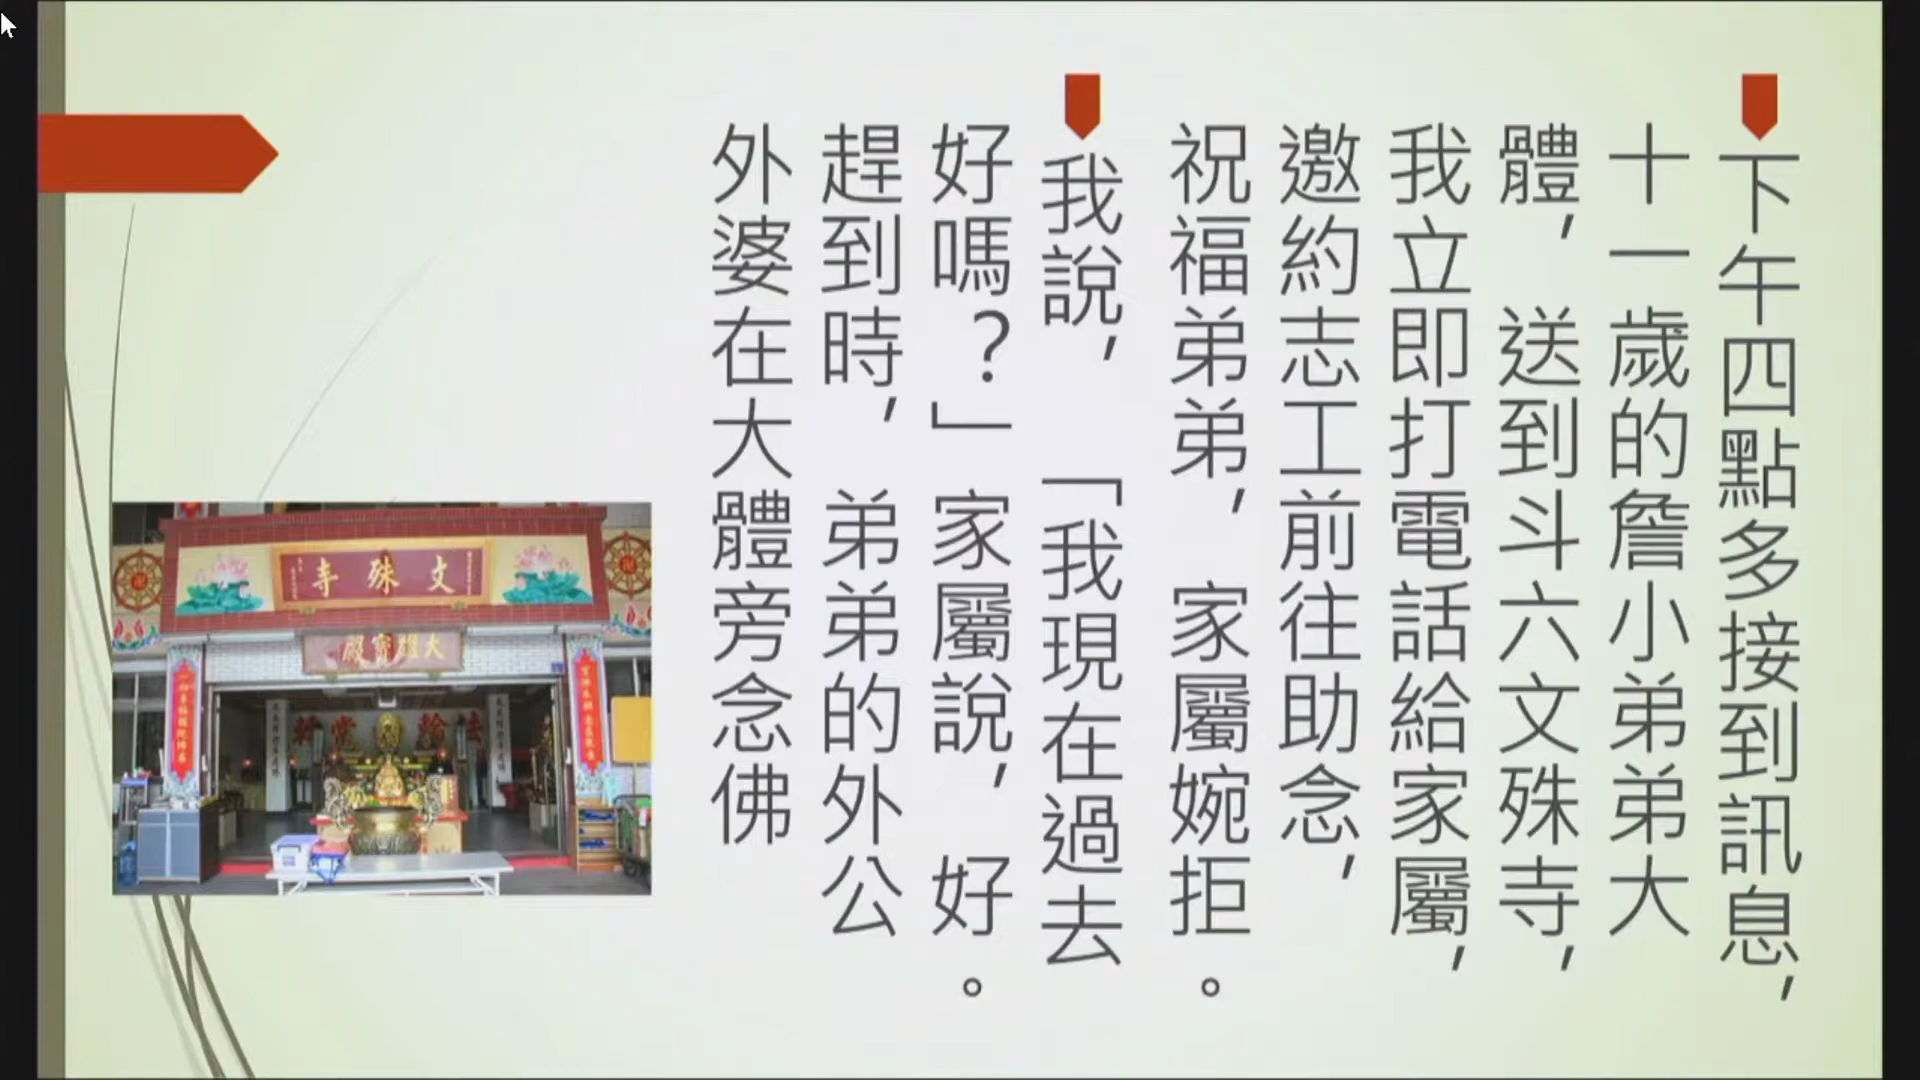 下午四點多接到訊息，
十一歲的詹小弟弟大
體，送到斗六文殊寺，
我立即打電話給家屬，
邀約志工前往助念，
祝福弟弟，家屬婉拒。
我說，「我現在過去
好嗎？」家屬說，好。
趕到時，弟弟的外公
外婆在大體旁念佛
文殊寺
大雄寶殿